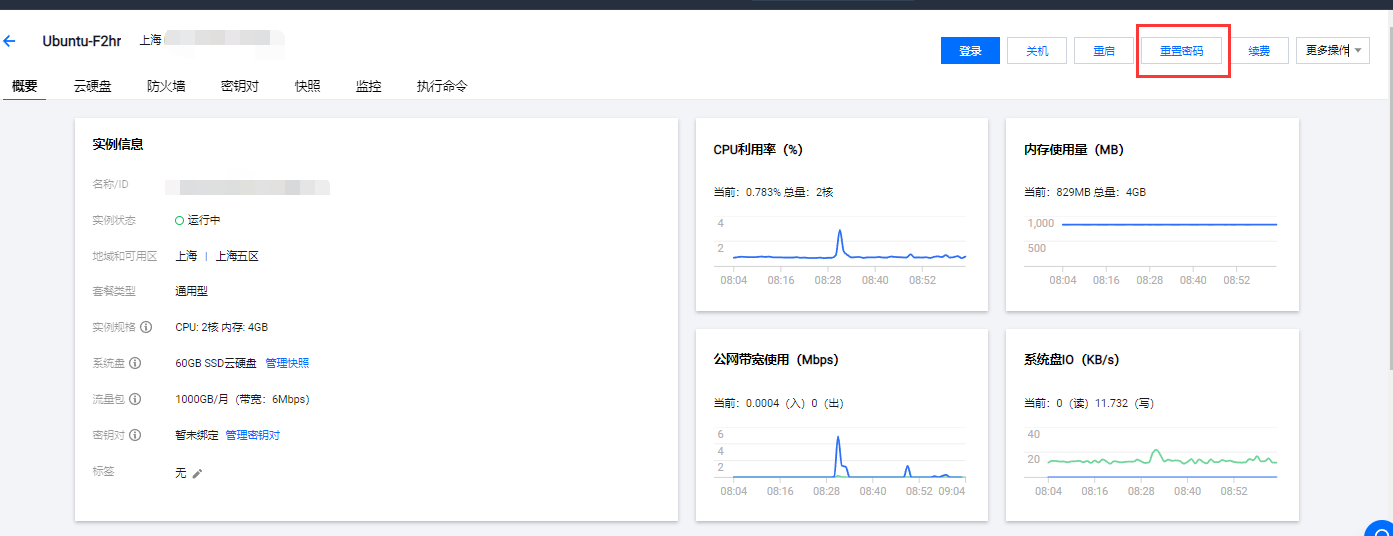 Ubuntu-F2hr 上海
登录 关机 重启 重置密码 续费 更多操作
概要 云硬盘 防火墙 密钥对 快照 监控 执行命令
实例信息
名称/ID
实例状态 运行中
地域和可用区 上海 | 上海五区
套餐类型 通用型
实例规格 CPU: 2核 内存: 4GB
系统盘 60GB SSD云硬盘 管理快照
流量包 1000GB/月（带宽：6Mbps）
密钥对 暂未绑定 管理密钥对
标签 无
CPU利用率（%）
当前：0.783% 总量：2核
4
2
08:04 08:16 08:28 08:40 08:52
内存使用量（MB）
当前：829MB 总量：4GB
1,000
500
08:04 08:16 08:28 08:40 08:52
公网带宽使用（Mbps）
当前：0.0004（入）0（出）
6
4
2
08:04 08:16 08:28 08:40 08:52 09:04
系统盘IO（KB/s）
当前：0（读）11.732（写）
40
20
08:04 08:16 08:28 08:40 08:52